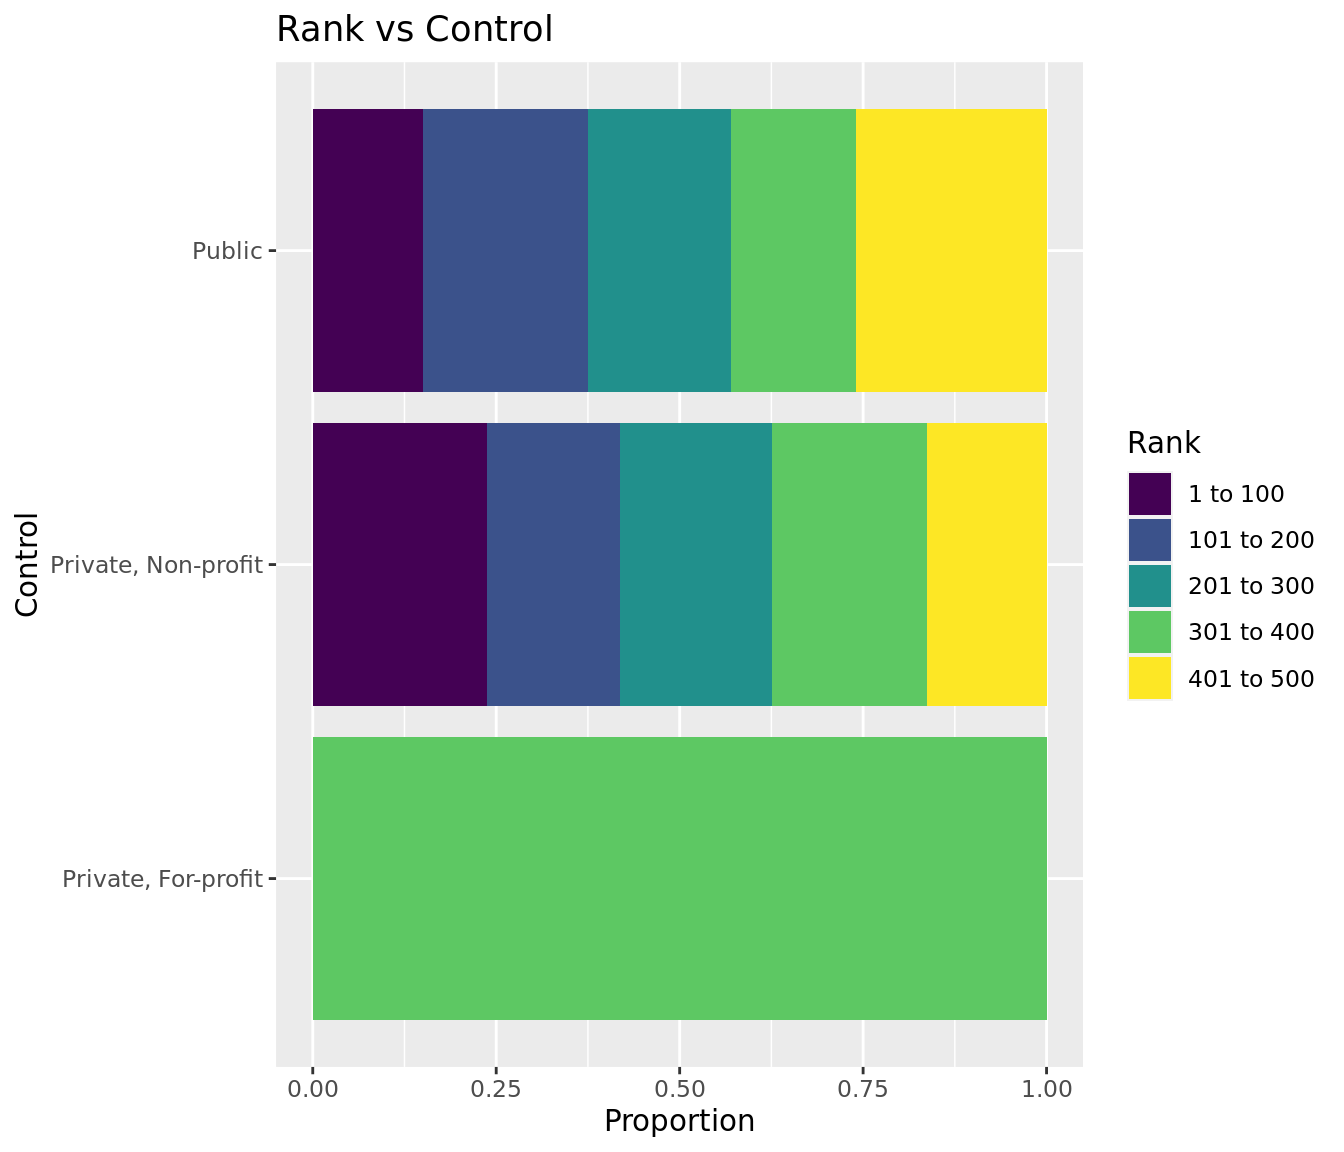 Rank vs Control
Control
Public
Private, Non-profit
Private, For-profit
0.00 0.25 0.50 0.75 1.00
Proportion
Rank
1 to 100
101 to 200
201 to 300
301 to 400
401 to 500